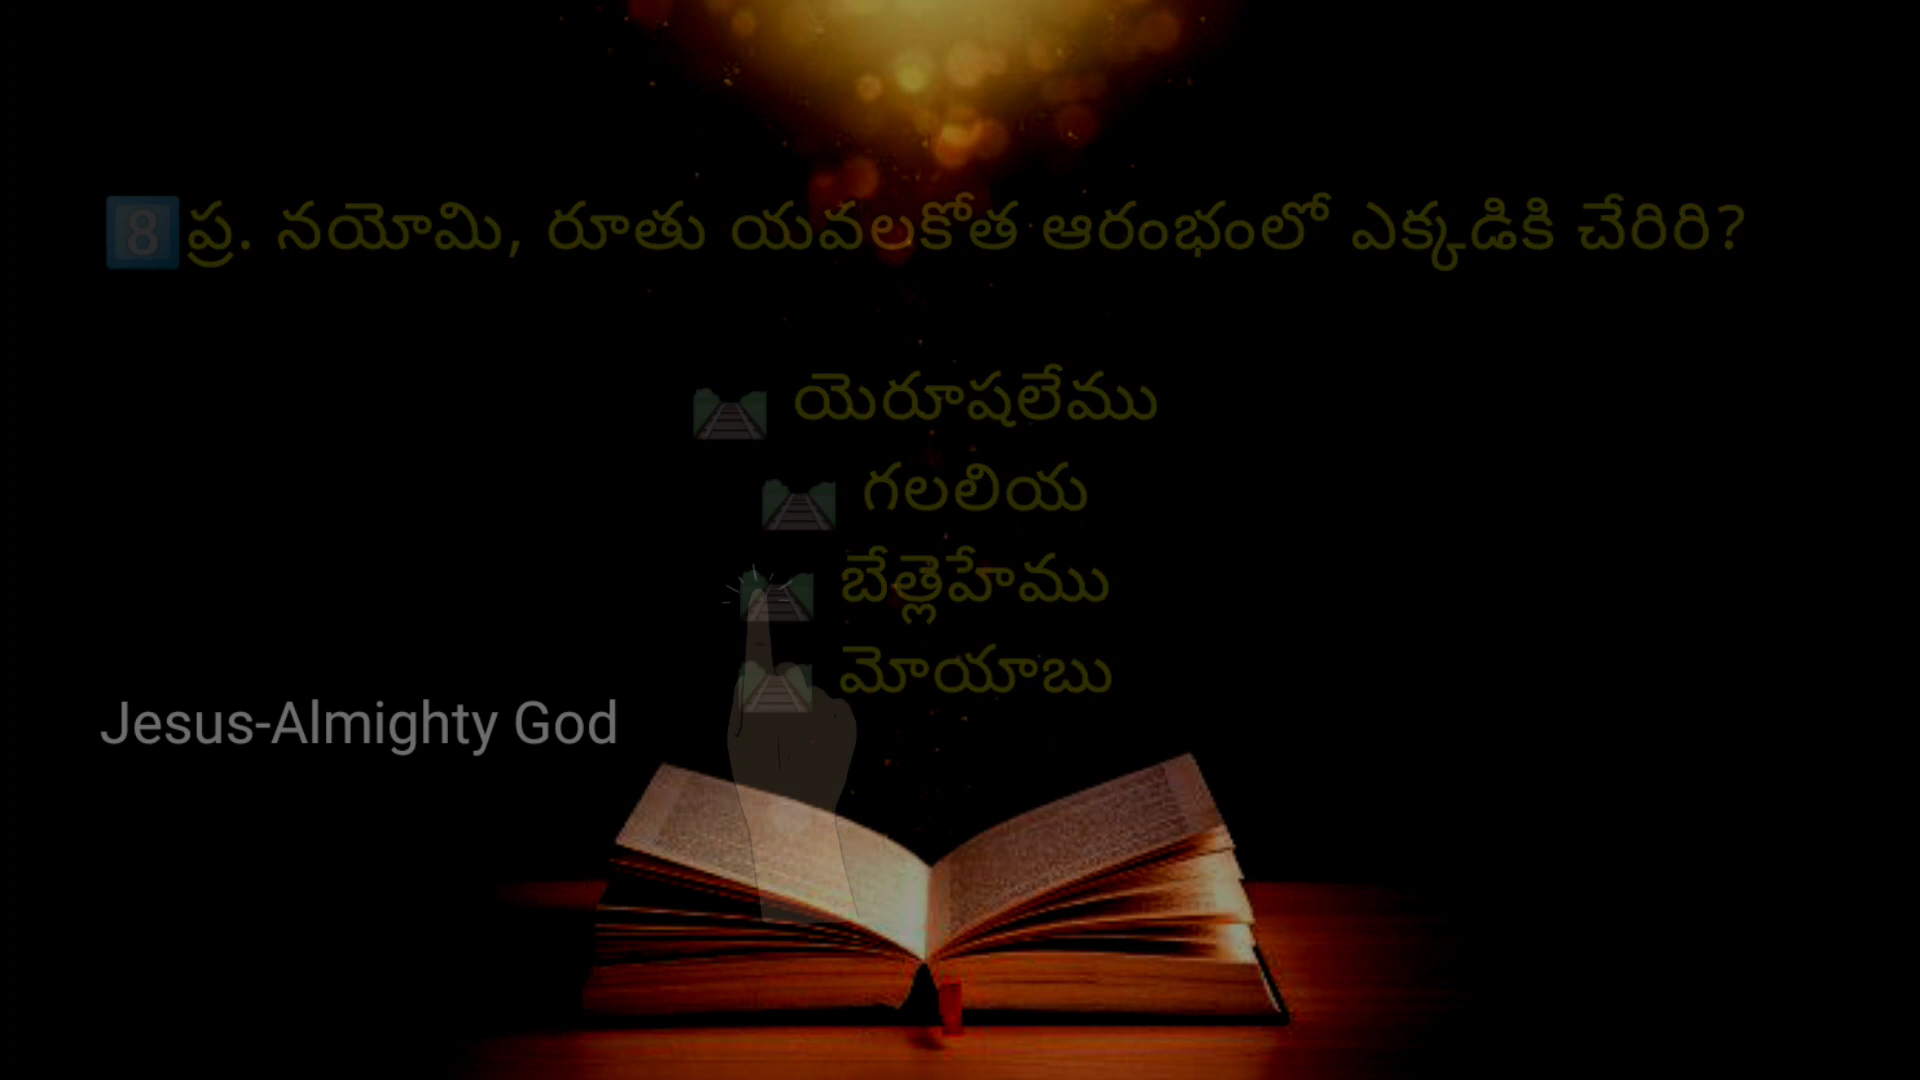 8 ప్ర. నయోమి, రూతు యవలకోత ఆరంభంలో ఎక్కడికి చేరిరి?
యెరూషలేము
గలలియ
బేత్లెహేము
మోయాబు
Jesus-Almighty God